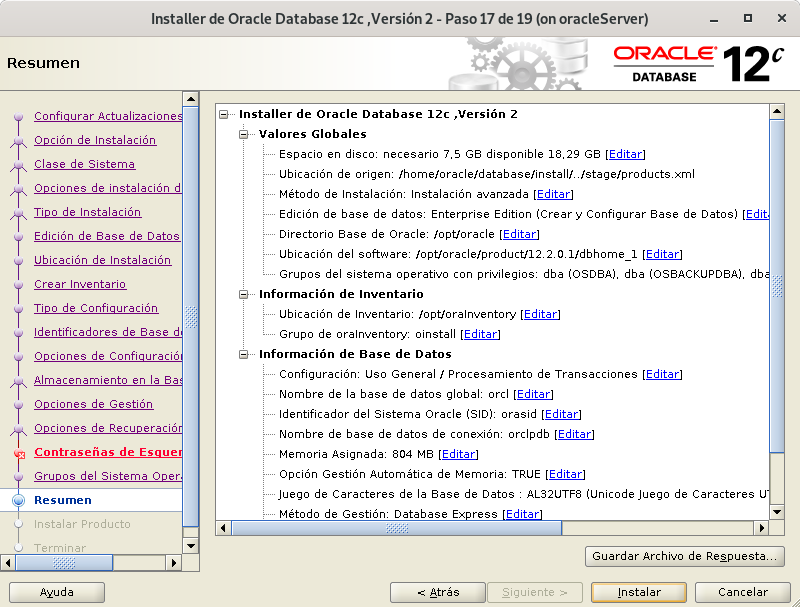 Installer de Oracle Database 12c ,Versión 2 - Paso 17 de 19 (on oracleServer)
Resumen
ORACLE DATABASE 12c
Configurar Actualizaciones
Opción de Instalación
Clase de Sistema
Opciones de instalación d
Tipo de Instalación
Edición de Base de Datos
Ubicación de Instalación
Crear Inventario
Tipo de Configuración
Identificadores de Base de
Opciones de Configuración
Almacenamiento en la Bas
Opciones de Gestión
Opciones de Recuperación
Contraseñas de Esquer
Grupos del Sistema Opera
Resumen
Instalar Producto
Terminar
Installer de Oracle Database 12c ,Versión 2
Valores Globales
Espacio en disco: necesario 7,5 GB disponible 18,29 GB [Editar]
Ubicación de origen: /home/oracle/database/install/../stage/products.xml
Método de Instalación: Instalación avanzada [Editar]
Edición de base de datos: Enterprise Edition (Crear y Configurar Base de Datos) [Edita
Directorio Base de Oracle: /opt/oracle [Editar]
Ubicación del software: /opt/oracle/product/12.2.0.1/dbhome_1 [Editar]
Grupos del sistema operativo con privilegios: dba (OSDBA), dba (OSBACKUPDBA), dba
Información de Inventario
Ubicación de Inventario: /opt/oraInventory [Editar]
Grupo de oraInventory: oinstall [Editar]
Información de Base de Datos
Configuración: Uso General / Procesamiento de Transacciones [Editar]
Nombre de la base de datos global: orcl [Editar]
Identificador del Sistema Oracle (SID): orasid [Editar]
Nombre de base de datos de conexión: orclpdb [Editar]
Memoria Asignada: 804 MB [Editar]
Opción Gestión Automática de Memoria: TRUE [Editar]
Juego de Caracteres de la Base de Datos : AL32UTF8 (Unicode Juego de Caracteres UT
Método de Gestión: Database Express [Editar]
Guardar Archivo de Respuesta...
Ayuda
< Atrás
Siguiente >
Instalar
Cancelar